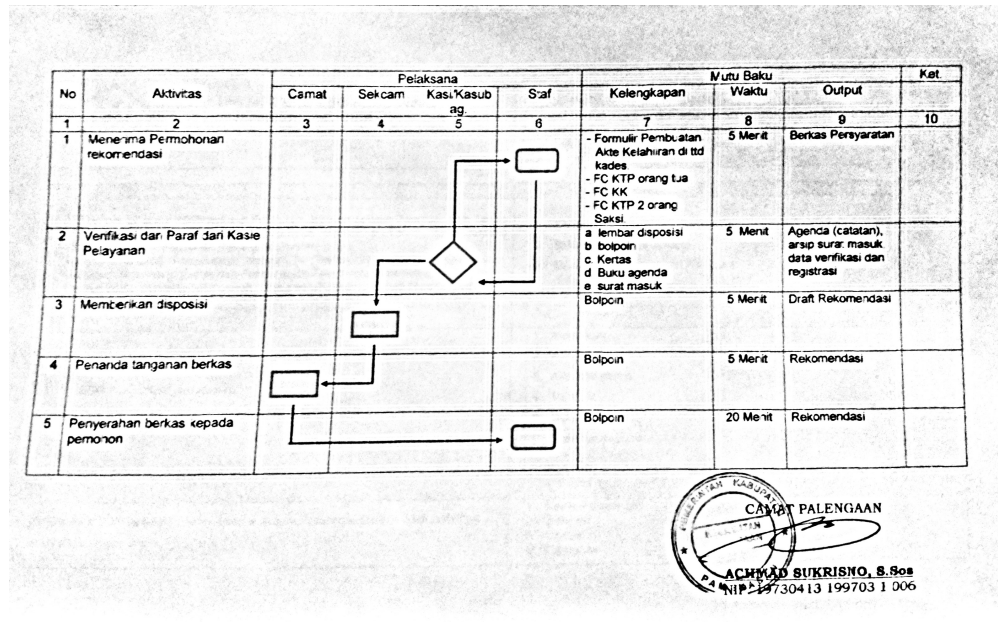 No Aktivitas Pelaksana Mutu Baku Ket.
Camat Sekcam Kasi/Kasub ag. Staf Kelengkapan Waktu Output
1 2 3 4 5 6 7 8 9 10
1 Menerima Permohonan rekomendasi
- Formulir Pembuatan
Akte Kelahiran di ttd
kades
- FC KTP orang tua
- FC KK
- FC KTP 2 orang
Saksi.
5 Menit
Berkas Persyaratan
2 Verifikasi dan Paraf dari Kasie
Pelayanan
a lembar disposisi
b bolpoin
c. Kertas
d Buku agenda
e surat masuk
5 Menit
Agenda (catatan),
arsip surat masuk
data verifikasi dan
registrasi
3 Memberikan disposisi
Bolpoin
5 Menit
Draft Rekomendasi
4 Penanda tanganan berkas
Bolpoin
5 Menit
Rekomendasi
5 Penyerahan berkas kepada
pemohon
Bolpoin
20 Menit
Rekomendasi
PEMERINTAH KABUPATEN
CAMAT PALENGAAN
ACHMAD SUKRISNO, S.Sos
NIP. 19730413 199703 1 006